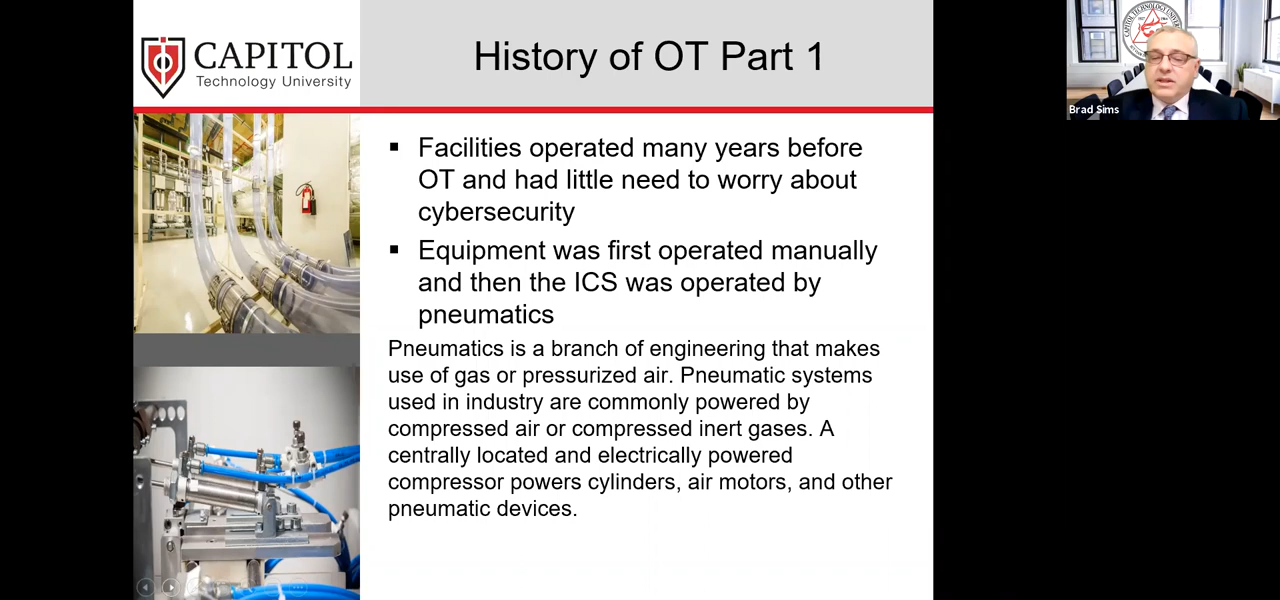 CAPITOL
Technology University
History of OT Part 1
Brad Sims
▪ Facilities operated many years before
OT and had little need to worry about
cybersecurity
▪ Equipment was first operated manually
and then the ICS was operated by
pneumatics
Pneumatics is a branch of engineering that makes
use of gas or pressurized air. Pneumatic systems
used in industry are commonly powered by
compressed air or compressed inert gases. A
centrally located and electrically powered
compressor powers cylinders, air motors, and other
pneumatic devices.